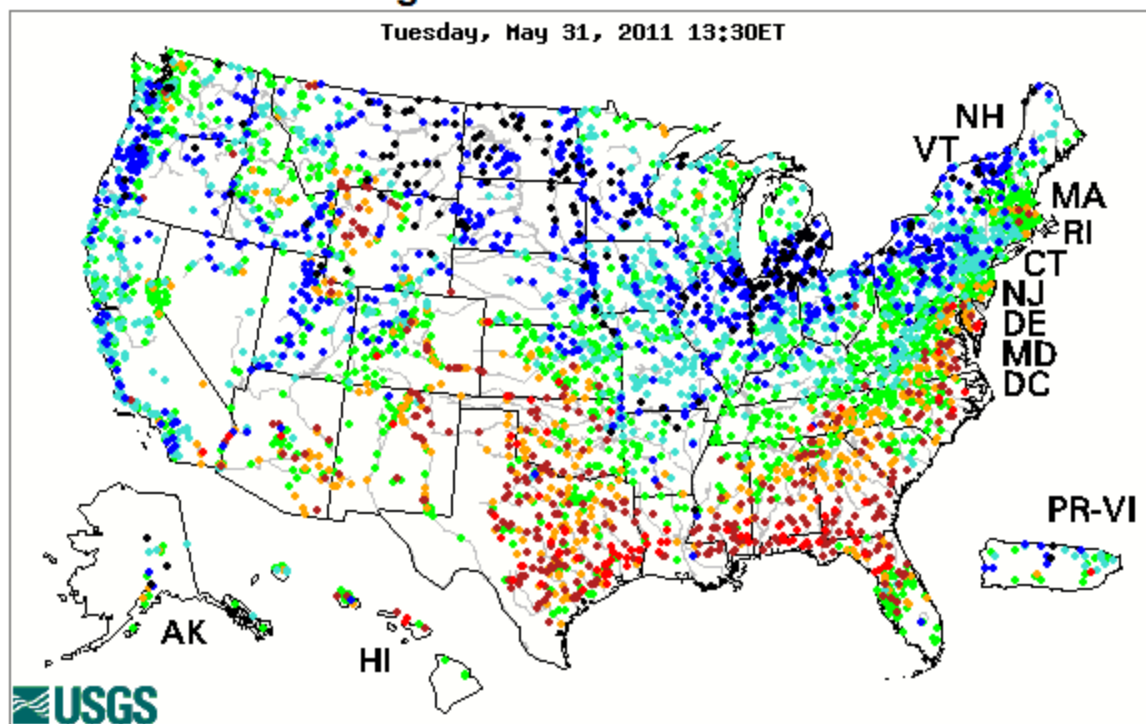 Tuesday, May 31, 2011 13:30ET
NH
VT
MA
RI
CT
NJ
DE
MD
DC
PR-VI
AK
HI
USGS